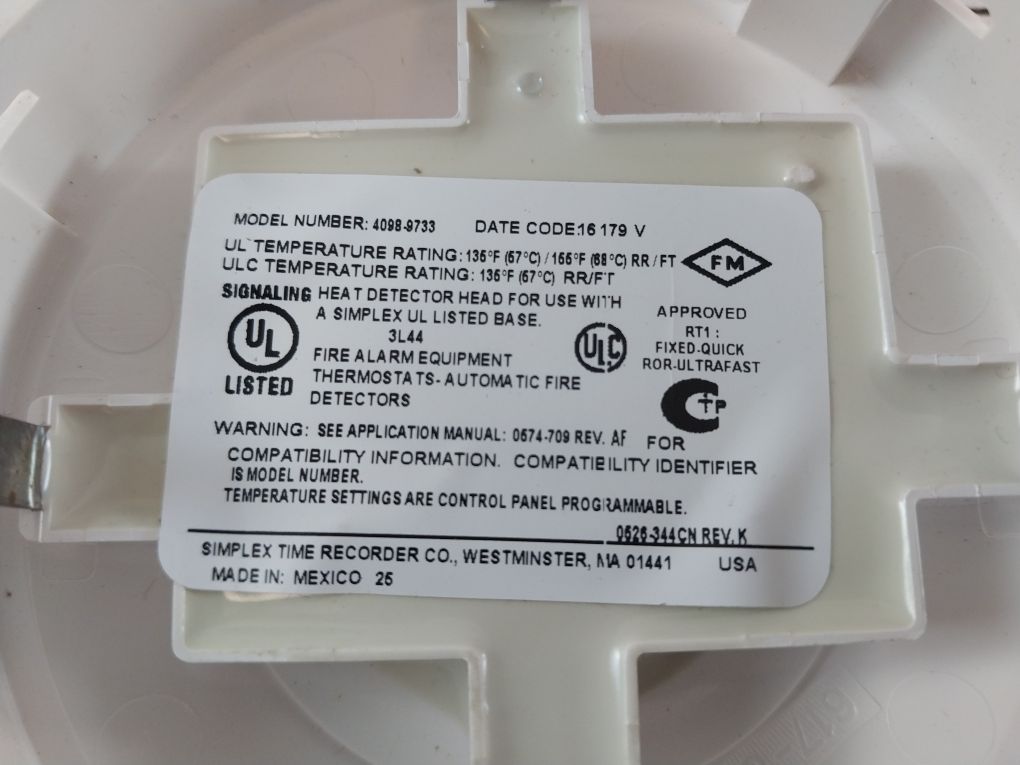 MODEL NUMBER: 4098-9733 DATE CODE:16 179 V
UL TEMPERATURE RATING: 135°F (57°C) / 155°F (68°C) RR / FT
ULC TEMPERATURE RATING: 135°F (57°C) RR/FT
FM
APPROVED
RT1 :
FIXED-QUICK
ROR-ULTRAFAST
SIGNALING
UL
LISTED
HEAT DETECTOR HEAD FOR USE WITH
A SIMPLEX UL LISTED BASE.
3L44
FIRE ALARM EQUIPMENT
THERMOSTATS- AUTOMATIC FIRE
DETECTORS
ULC
C TP
WARNING: SEE APPLICATION MANUAL: 0574-709 REV. AF FOR
COMPATIBILITY INFORMATION. COMPATIBILITY IDENTIFIER
IS MODEL NUMBER.
TEMPERATURE SETTINGS ARE CONTROL PANEL PROGRAMMABLE.
0526-344CN REV. K
SIMPLEX TIME RECORDER CO., WESTMINSTER, MA 01441 USA
MADE IN: MEXICO 25